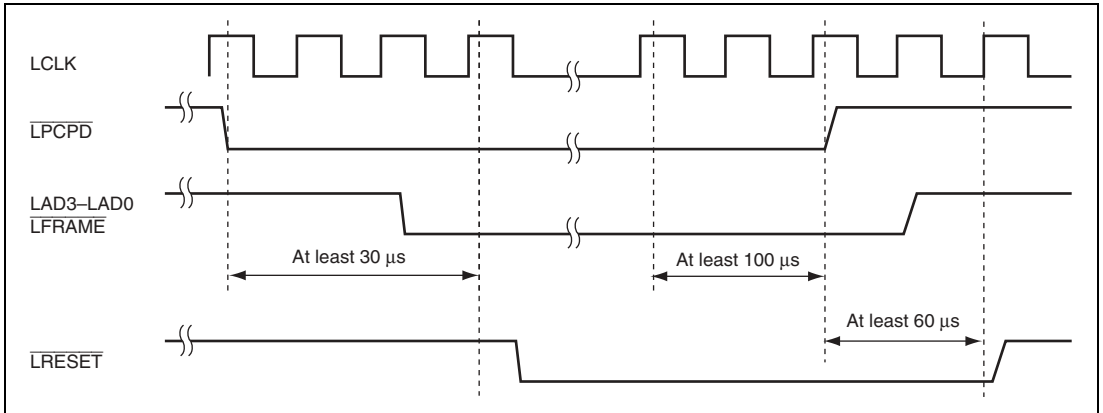 LCLK
LPCPD
LAD3–LAD0
LFRAME
At least 30 μs
At least 100 μs
At least 60 μs
LRESET